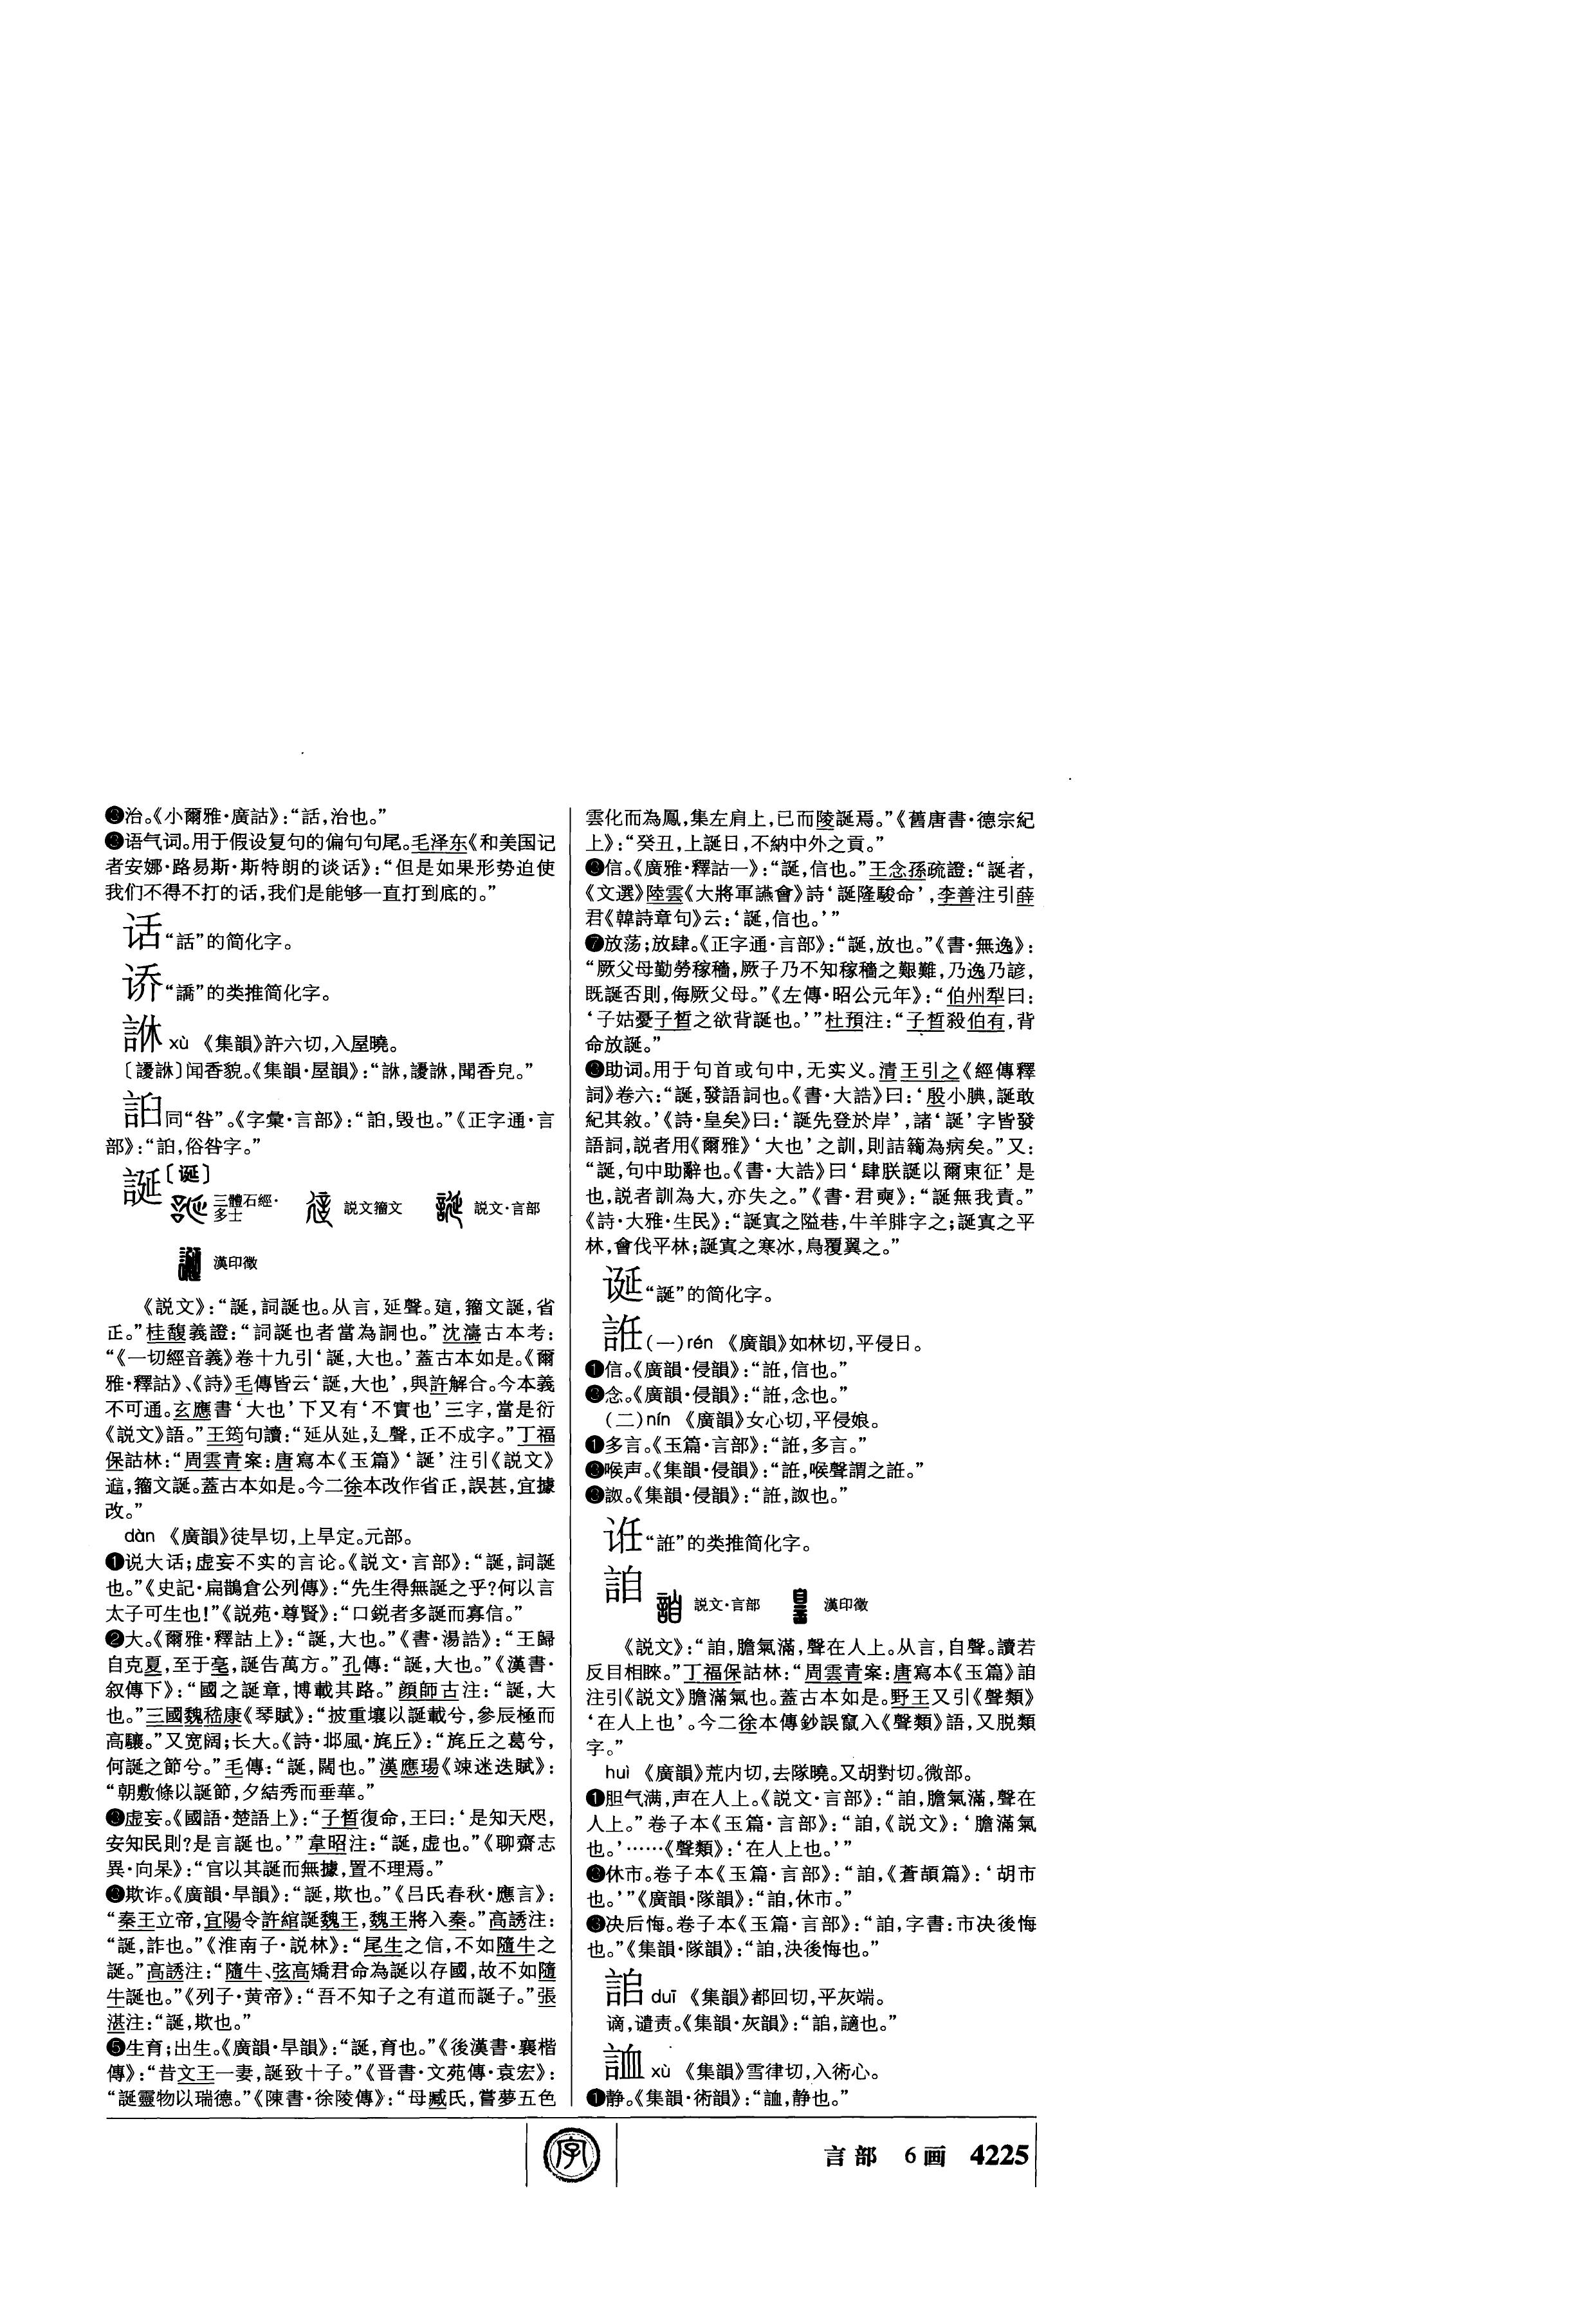 治。《小爾雅·廣詁》：“話，治也。”
语气词。用于假设复句的偏句句尾。毛泽东《和美国记
者安娜·路易斯·斯特朗的谈话》：“但是如果形势迫使
我们不得不打的话，我们是能够一直打到底的。”
话“話”的简化字。
𫍢“譑”的类推简化字。
詸 xù 《集韻》許六切，入屋曉。
〔䜊詸〕闻香貌。《集韻·屋韻》：“詸，䜊詸，聞香皃。”
同“咎”。《字彙·言部》：“毁也。”《正字通·言
部》：“俗咎字。”
誕〔诞〕
三體石經·多士 説文籀文 説文·言部
漢印徵
《説文》：“誕，詞誕也。从言，延聲。𢓊，籀文誕，省
正。”桂馥義證：“詞誕也者當為詷也。”沈濤古本考：
“《一切經音義》卷十九引‘誕，大也。’蓋古本如是。《爾
雅·釋詁》、《詩》毛傳皆云‘誕，大也’，與許解合。今本義
不可通。玄應書‘大也’下又有‘不實也’三字，當是衍
《説文》語。”王筠句讀：“延从㢟，厂聲，正不成字。”丁福
保詁林：“周雲青案：唐寫本《玉篇》‘誕’注引《説文》
籀文誕。蓋古本如是。今二徐本改作省正，誤甚，宜據
改。”
dàn 《廣韻》徒旱切，上旱定。元部。
❶说大话；虚妄不实的言论。《説文·言部》：“誕，詞誕
也。”《史記·扁鵲倉公列傳》：“先生得無誕之乎？何以言
太子可生也！”《説苑·尊賢》：“口鋭者多誕而寡信。”
❷大。《爾雅·釋詁上》：“誕，大也。”《書·湯誥》：“王歸
自克夏，至于亳，誕告萬方。”孔傳：“誕，大也。”《漢書·
叙傳下》：“國之誕章，博載其路。”顔師古注：“誕，大
也。”三國魏嵇康《琴賦》：“披重壤以誕載兮，參辰極而
高驤。”又宽阔；长大。《詩·邶風·旄丘》：“旄丘之葛兮，
何誕之節兮。”毛傳：“誕，闊也。”漢應瑒《竦迷迭賦》：
“朝敷條以誕節，夕結秀而垂華。”
❸虚妄。《國語·楚語上》：“子晳復命，王曰：‘是知天咫，
安知民則？是言誕也。’”韋昭注：“誕，虚也。”《聊齋志
異·向杲》：“官以其誕而無據，置不理焉。”
欺诈。《廣韻·旱韻》：“誕，欺也。”《吕氏春秋·應言》：
“秦王立帝，宜陽令許綰誕魏王，魏王將入秦。”高誘注：
“誕，詐也。”《淮南子·説林》：“尾生之信，不如隨牛之
誕。”高誘注：“隨牛、弦高矯君命為誕以存國，故不如隨
牛誕也。”《列子·黄帝》：“吾不知子之有道而誕子。”張
湛注：“誕，欺也。”
❺生育；出生。《廣韻·旱韻》：“誕，育也。”《後漢書·襄楷
傳》：“昔文王一妻，誕致十子。”《晋書·文苑傳·袁宏》：
“誕靈物以瑞德。”《陳書·徐陵傳》：“母臧氏，嘗夢五色
雲化而為鳳，集左肩上，已而陵誕焉。”《舊唐書·德宗紀
上》：“癸丑，上誕日，不納中外之貢。”
信。《廣雅·釋詁一》：“誕，信也。”王念孫疏證：“誕者，
《文選》陸雲《大將軍讌會》詩‘誕隆駿命’，李善注引薛
君《韓詩章句》云：‘誕，信也。’”
❼放荡；放肆。《正字通·言部》：“誕，放也。”《書·無逸》：
“厥父母勤勞稼穡，厥子乃不知稼穡之艱難，乃逸乃諺，
既誕否則，侮厥父母。”《左傳·昭公元年》：“伯州犁曰：
‘子姑憂子晳之欲背誕也。’”杜預注：“子晳殺伯有，背
命放誕。”
助词。用于句首或句中，无实义。清王引之《經傳釋
詞》卷六：“誕，發語詞也。《書·大誥》曰：‘殷小腆，誕敢
紀其敘。’《詩·皇矣》曰：‘誕先登於岸’，諸‘誕’字皆發
語詞，説者用《爾雅》‘大也’之訓，則詰𥷚為病矣。”又：
“誕，句中助辭也。《書·大誥》曰‘肆朕誕以爾東征’是
也，説者訓為大，亦失之。”《書·君奭》：“誕無我責。”
《詩·大雅·生民》：“誕寘之隘巷，牛羊腓字之；誕寘之平
林，會伐平林；誕寘之寒冰，鳥覆翼之。”
诞“誕”的简化字。
誑 （一）rén 《廣韻》如林切，平侵日。
❶信。《廣韻·侵韻》：“信也。”
❷念。《廣韻·侵韻》：“念也。”
（二）nín 《廣韻》女心切，平侵娘。
❶多言。《玉篇·言部》：“多言。”
❷喉声。《集韻·侵韻》：“喉聲謂之。”
❸詉。《集韻·侵韻》：“詉也。”
的类推简化字。
詯
説文·言部 漢印徵
《説文》：“詯，膽氣滿，聲在人上。从言，自聲。讀若
反目相睞。”丁福保詁林：“周雲青案：唐寫本《玉篇》詯
注引《説文》膽滿氣也。蓋古本如是。野王又引《聲類》
‘在人上也’。今二徐本傳鈔誤竄入《聲類》語，又脱類
字。”
huì 《廣韻》荒内切，去隊曉。又胡對切。微部。
❶胆气满，声在人上。《説文·言部》：“詯，膽氣滿，聲在
人上。”卷子本《玉篇·言部》：“詯，《説文》：‘膽滿氣
也。’……《聲類》：‘在人上也。’”
❷休市。卷子本《玉篇·言部》：“詯，《蒼頡篇》：‘胡市
也。’”《廣韻·隊韻》：“詯，休市。”
❸决后悔。卷子本《玉篇·言部》：“詯，字書：市决後悔
也。”《集韻·隊韻》：“詯，決後悔也。”
duī 《集韻》都回切，平灰端。
谪，谴责。《集韻·灰韻》：“讁也。”
䘏 xù 《集韻》雪律切，入術心。
❶静。《集韻·術韻》：“静也。”
言部 6画 4225